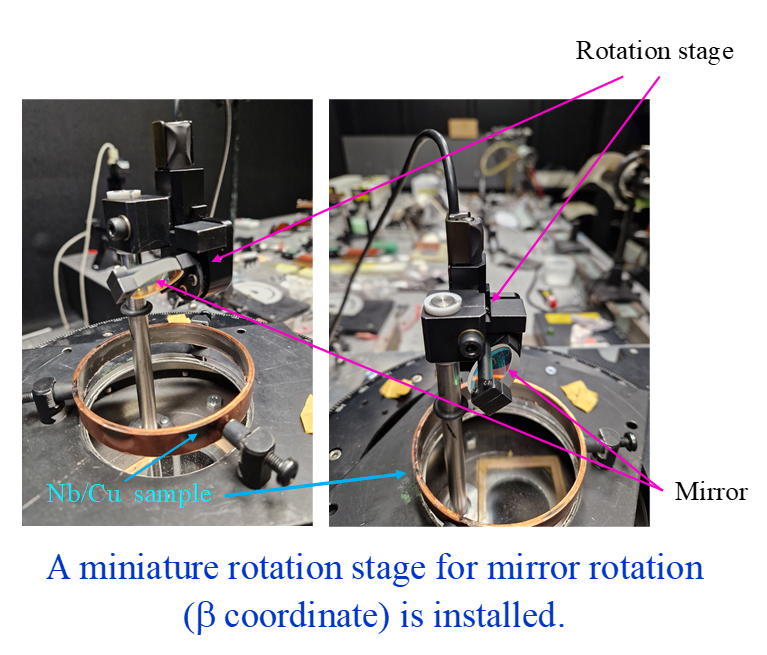 Rotation stage
Nb/Cu sample
Mirror
A miniature rotation stage for mirror rotation
(β coordinate) is installed.